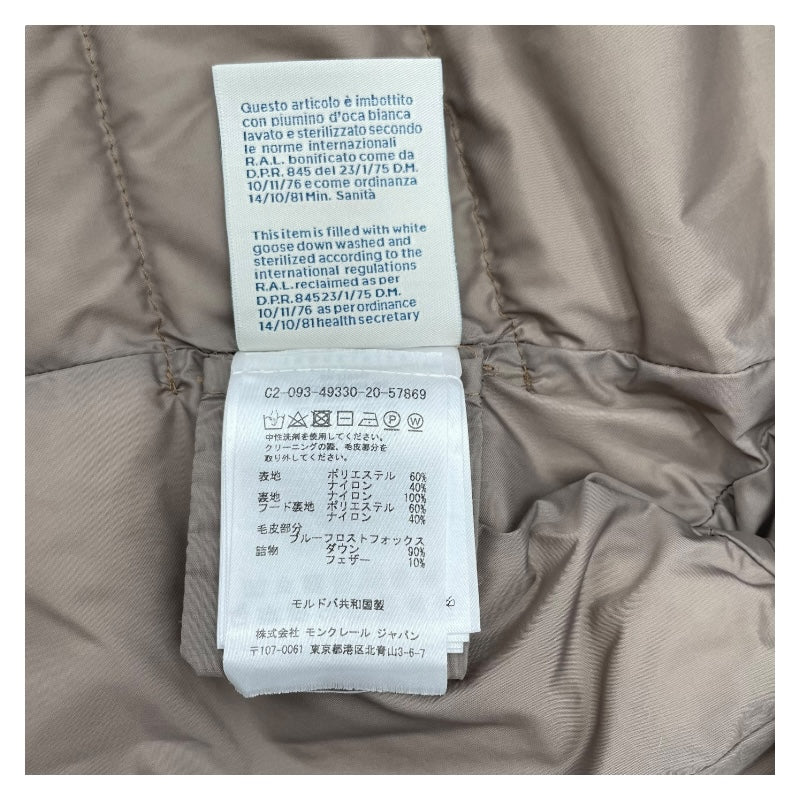 Questo articolo è imbottito
con piumino d'oca bianca
lavato e sterilizzato secondo
le norme internazionali
R.A.L. bonificato come da
D.P.R. 845 del 23/1/75 D.M.
10/11/76 e come ordinanza
14/10/81 Min. Sanità
This item is filled with white
goose down washed and
sterilized according to the
international regulations
R.A.L. reclaimed as per
D.P.R. 84523/1/75 D.M.
10/11/76 as per ordinance
14/10/81 health secretary
C2-093-49330-20-57869
中性洗剤を使用してください。
クリーニングの際、毛皮部分を
取り外してください。
表地 ポリエステル 60%
ナイロン 40%
裏地 ナイロン 100%
フード裏地 ポリエステル 60%
ナイロン 40%
毛皮部分
ブルーフロストフォックス
詰物 ダウン 90%
フェザー 10%
モルドバ共和国製
株式会社 モンクレール ジャパン
〒107-0061 東京都港区北青山3-6-7